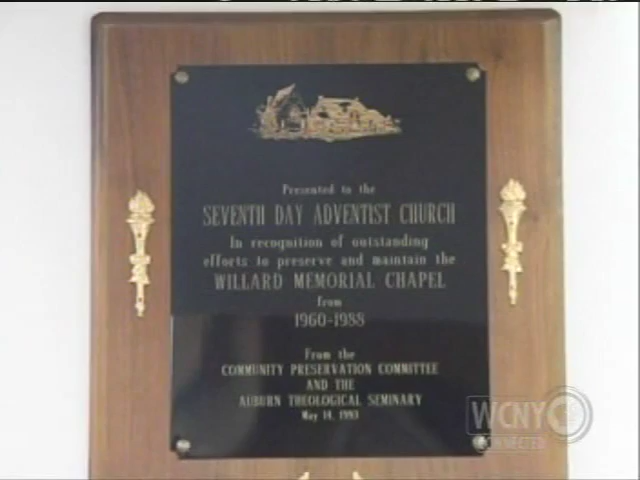 Presented to the
SEVENTH DAY ADVENTIST CHURCH
In recognition of outstanding
efforts to preserve and maintain the
WILLARD MEMORIAL CHAPEL
from
1960-1988
From the
COMMUNITY PRESERVATION COMMITTEE
AND THE
AUBURN THEOLOGICAL SEMINARY
May 14, 1993
WCNY
CONNECTED